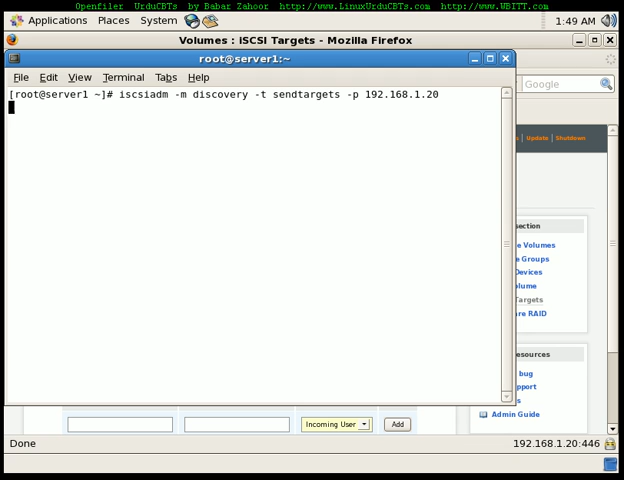 Openfiler UrduCBTs by Babar Zahoor http://www.LinuxUrduCBTs.com http://www.WBITT.com
Applications Places System 1:49 AM
Volumes : iSCSI Targets - Mozilla Firefox
root@server1:~
File Edit View Terminal Tabs Help
Google
[root@server1 ~]# iscsiadm -m discovery -t sendtargets -p 192.168.1.20
s | Update | Shutdown
section
e Volumes
e Groups
Devices
olume
Targets
are RAID
esources
bug
pport
s
Admin Guide
Incoming User Add
Done 192.168.1.20:446